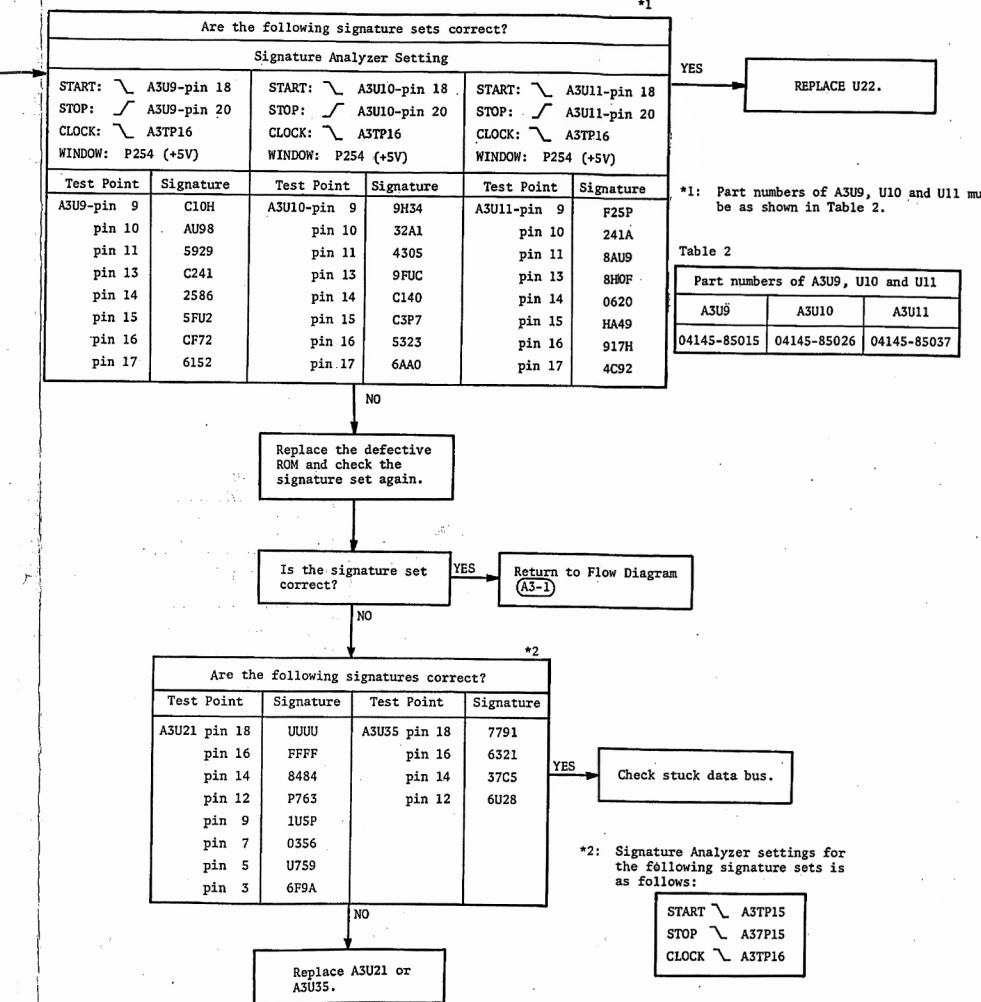 *1
Are the following signature sets correct?
Signature Analyzer Setting
START: A3U9-pin 18
STOP: A3U9-pin 20
CLOCK: A3TP16
WINDOW: P254 (+5V)
START: A3U10-pin 18
STOP: A3U10-pin 20
CLOCK: A3TP16
WINDOW: P254 (+5V)
START: A3U11-pin 18
STOP: A3U11-pin 20
CLOCK: A3TP16
WINDOW: P254 (+5V)
Test Point Signature Test Point Signature Test Point Signature
A3U9-pin 9 C10H A3U10-pin 9 9H34 A3U11-pin 9 F25P
pin 10 AU98 pin 10 32A1 pin 10 241A
pin 11 5929 pin 11 4305 pin 11 8AU9
pin 13 C241 pin 13 9FUC pin 13 8H0F
pin 14 2586 pin 14 C140 pin 14 0620
pin 15 5FU2 pin 15 C3P7 pin 15 HA49
pin 16 CF72 pin 16 5323 pin 16 917H
pin 17 6152 pin 17 6AA0 pin 17 4C92
YES
REPLACE U22.
*1: Part numbers of A3U9, U10 and U11 mu
be as shown in Table 2.
Table 2
Part numbers of A3U9, U10 and U11
A3U9 A3U10 A3U11
04145-85015 04145-85026 04145-85037
NO
Replace the defective
ROM and check the
signature set again.
Is the signature set
correct?
YES
Return to Flow Diagram
A3-1
NO
*2
Are the following signatures correct?
Test Point Signature Test Point Signature
A3U21 pin 18 UUUU A3U35 pin 18 7791
pin 16 FFFF pin 16 6321
pin 14 8484 pin 14 37C5
pin 12 P763 pin 12 6U28
pin 9 1U5P
pin 7 0356
pin 5 U759
pin 3 6F9A
YES
Check stuck data bus.
*2: Signature Analyzer settings for
the following signature sets is
as follows:
START A3TP15
STOP A37P15
CLOCK A3TP16
NO
Replace A3U21 or
A3U35.